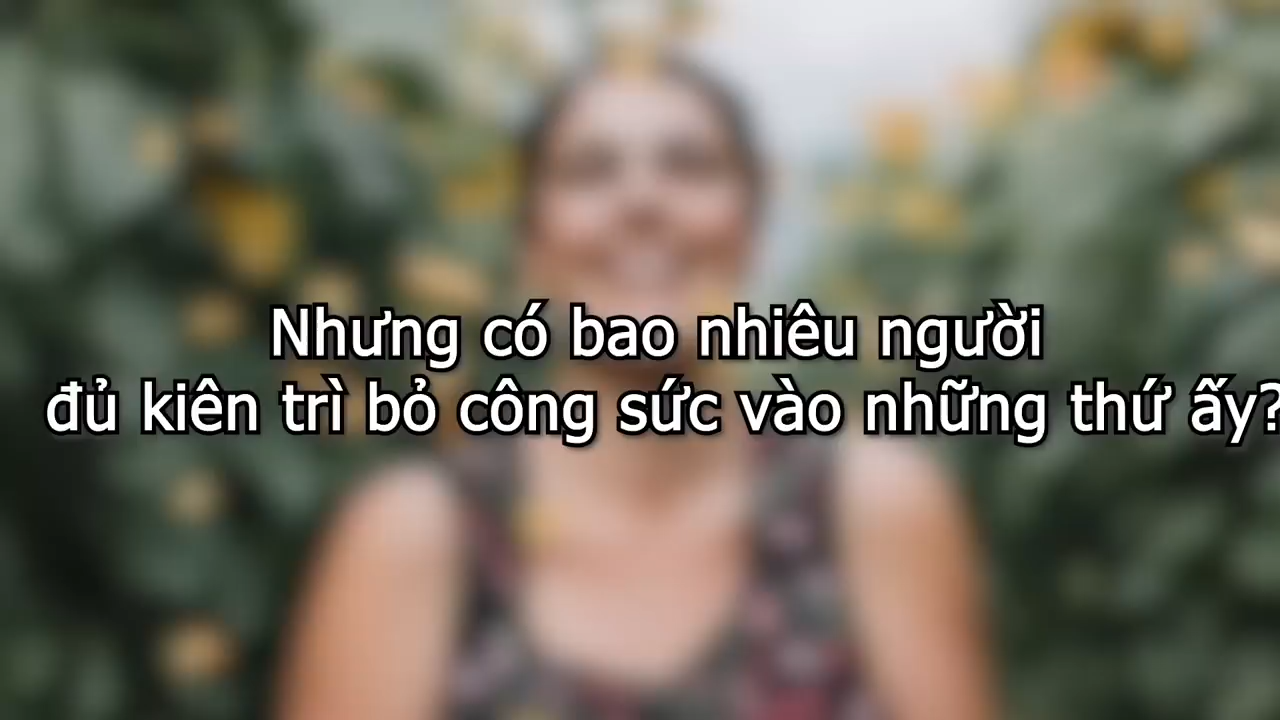 Nhưng có bao nhiêu người
đủ kiên trì bỏ công sức vào những thứ ấy?